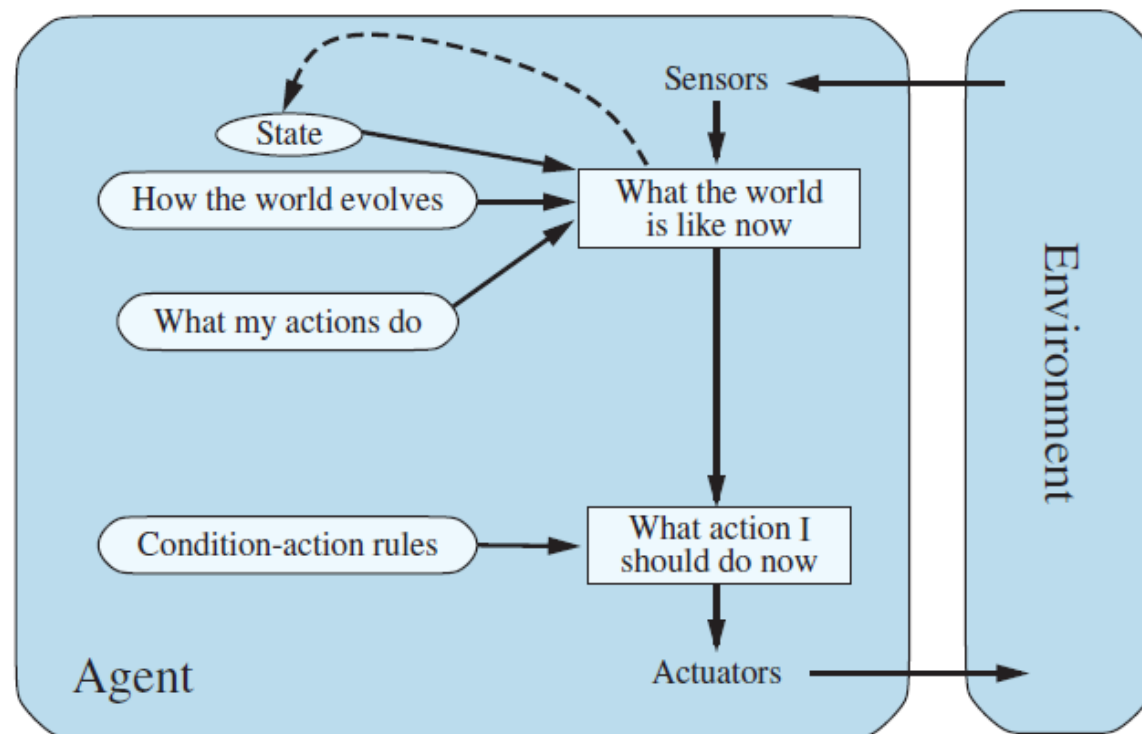 Sensors
State
How the world evolves
What the world
is like now
What my actions do
Condition-action rules
What action I
should do now
Agent
Actuators
Environment